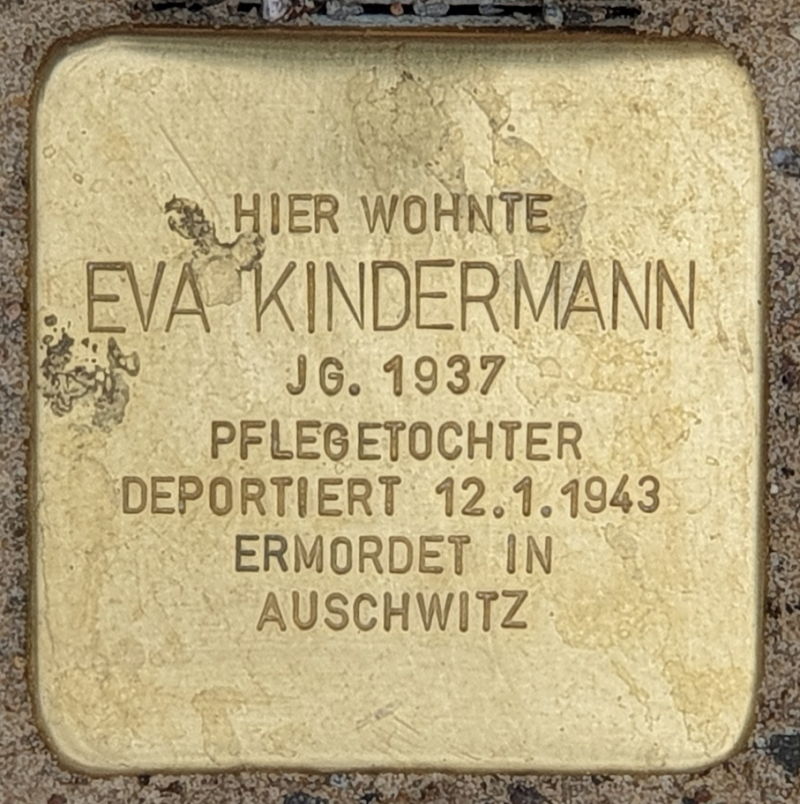 HIER WOHNTE
EVA KINDERMANN
JG. 1937
PFLEGETOCHTER
DEPORTIERT 12.1.1943
ERMORDET IN
AUSCHWITZ